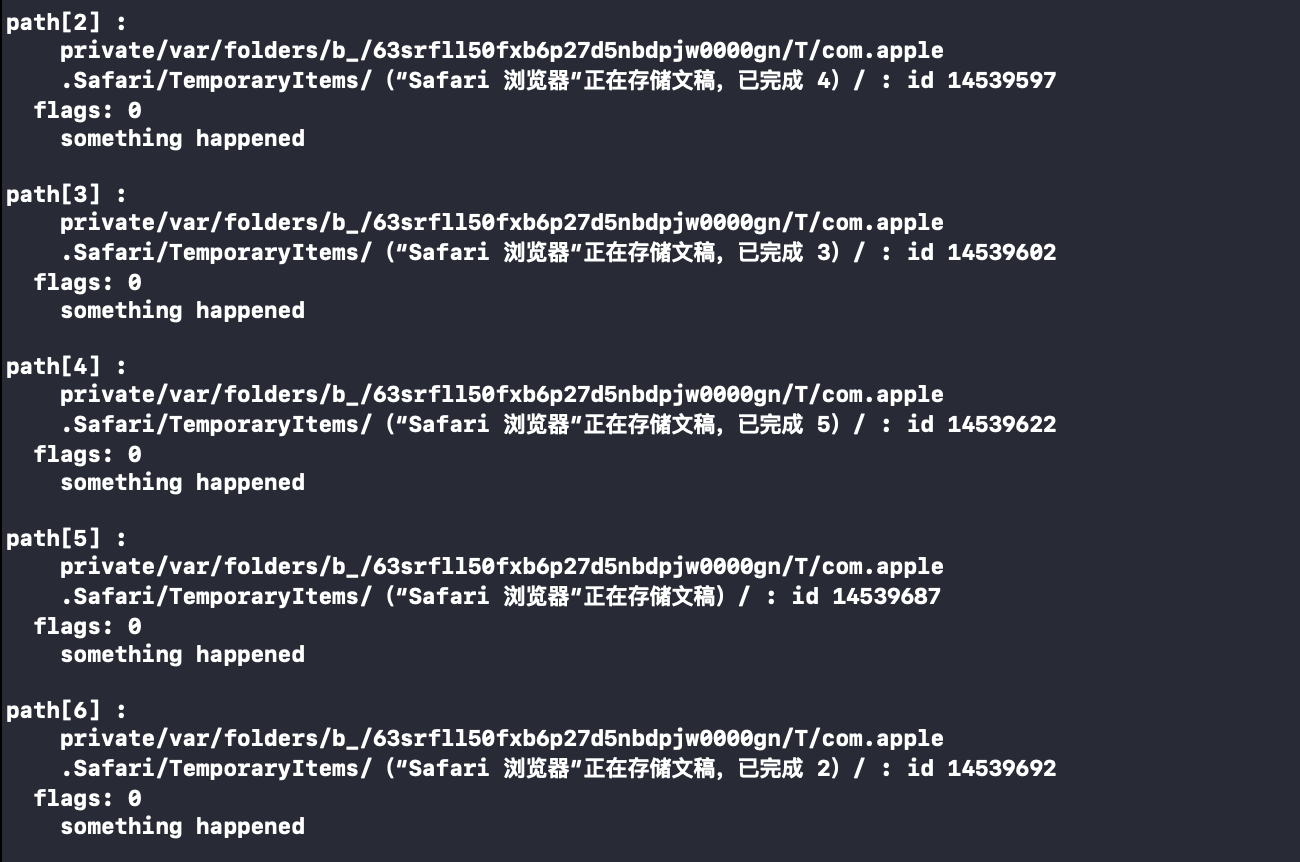 path[2] :
private/var/folders/b_/63srfll50fxb6p27d5nbdpjw0000gn/T/com.apple
.Safari/TemporaryItems/（“Safari 浏览器”正在存储文稿，已完成 4）/ : id 14539597
flags: 0
something happened
path[3] :
private/var/folders/b_/63srfll50fxb6p27d5nbdpjw0000gn/T/com.apple
.Safari/TemporaryItems/（“Safari 浏览器”正在存储文稿，已完成 3）/ : id 14539602
flags: 0
something happened
path[4] :
private/var/folders/b_/63srfll50fxb6p27d5nbdpjw0000gn/T/com.apple
.Safari/TemporaryItems/（“Safari 浏览器”正在存储文稿，已完成 5）/ : id 14539622
flags: 0
something happened
path[5] :
private/var/folders/b_/63srfll50fxb6p27d5nbdpjw0000gn/T/com.apple
.Safari/TemporaryItems/（“Safari 浏览器”正在存储文稿）/ : id 14539687
flags: 0
something happened
path[6] :
private/var/folders/b_/63srfll50fxb6p27d5nbdpjw0000gn/T/com.apple
.Safari/TemporaryItems/（“Safari 浏览器”正在存储文稿，已完成 2）/ : id 14539692
flags: 0
something happened